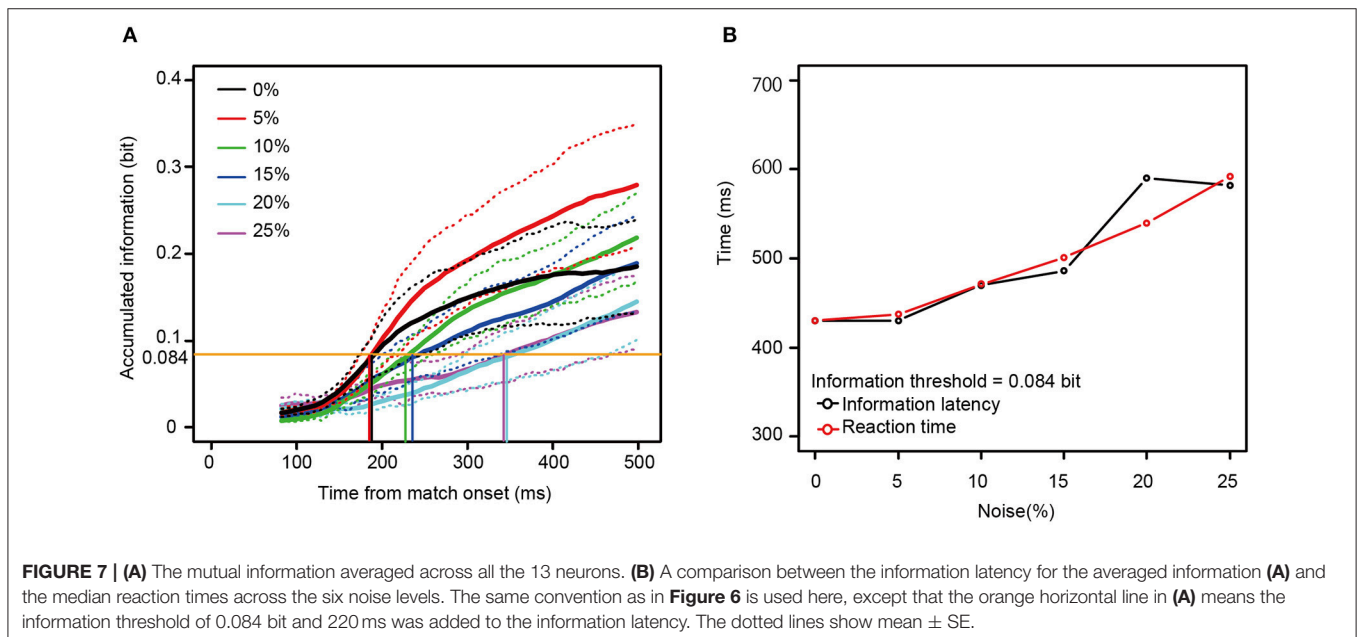 A
B
0.4
0.3
0.2
0.1
0.084
0
0%
5%
10%
15%
20%
25%
Accumulated information (bit)
0 100 200 300 400 500
Time from match onset (ms)
700
600
500
400
300
Time (ms)
Information threshold = 0.084 bit
Information latency
Reaction time
0 5 10 15 20 25
Noise(%)
FIGURE 7 | (A) The mutual information averaged across all the 13 neurons. (B) A comparison between the information latency for the averaged information (A) and
the median reaction times across the six noise levels. The same convention as in Figure 6 is used here, except that the orange horizontal line in (A) means the
information threshold of 0.084 bit and 220 ms was added to the information latency. The dotted lines show mean ± SE.